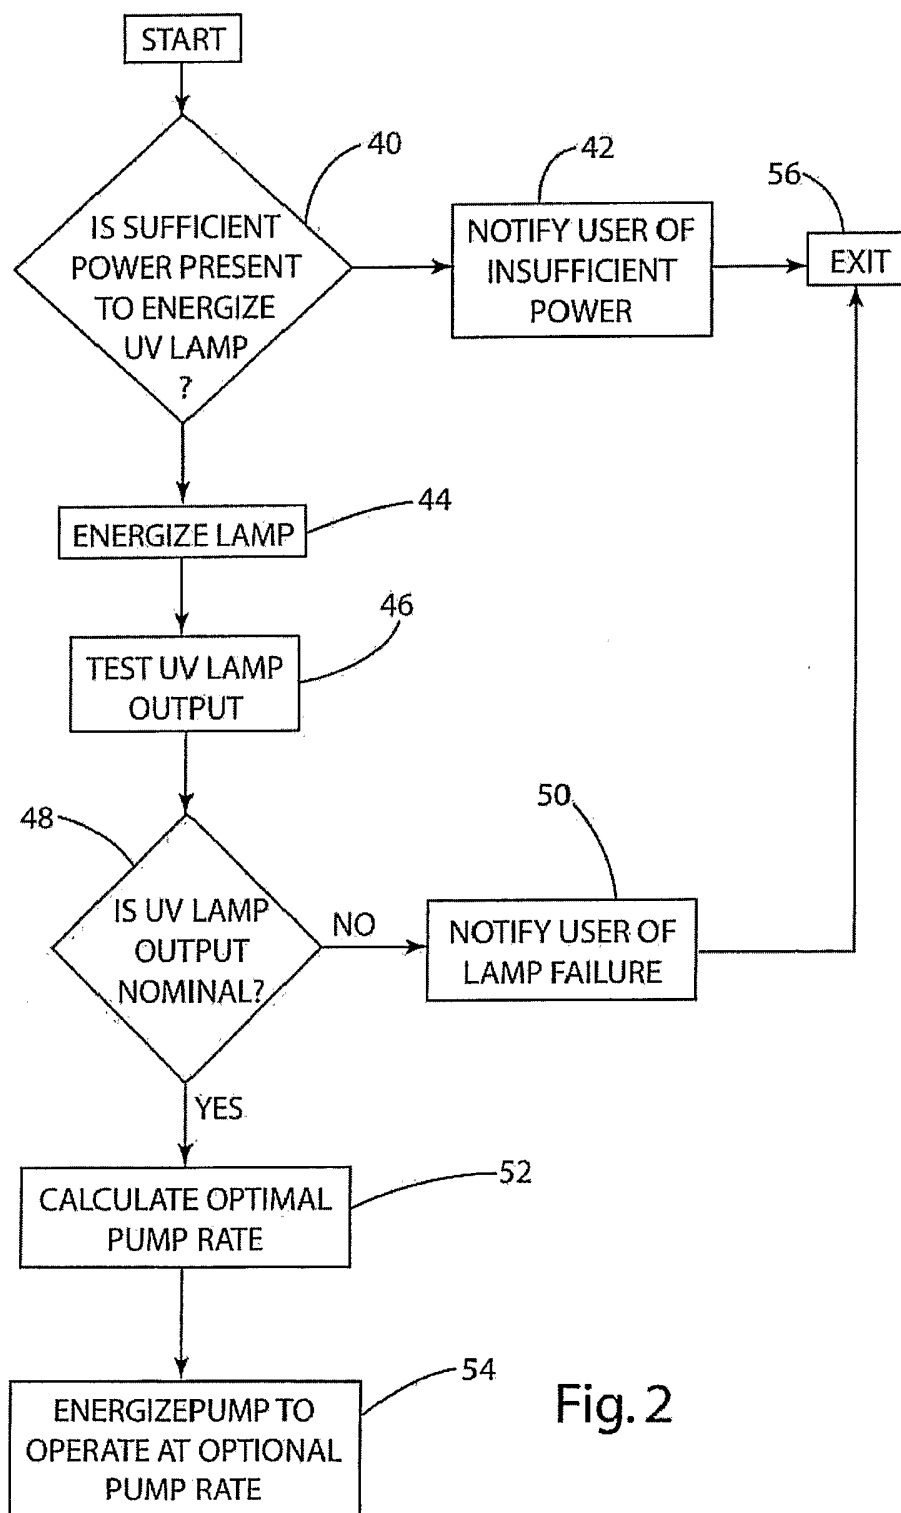 START
40
IS SUFFICIENT
POWER PRESENT
TO ENERGIZE
UV LAMP
?
42
NOTIFY USER OF
INSUFFICIENT
POWER
56
EXIT
ENERGIZE LAMP
44
46
TEST UV LAMP
OUTPUT
48
IS UV LAMP
OUTPUT
NOMINAL?
NO
50
NOTIFY USER OF
LAMP FAILURE
YES
CALCULATE OPTIMAL
PUMP RATE
52
ENERGIZEPUMP TO
OPERATE AT OPTIONAL
PUMP RATE
54
Fig. 2